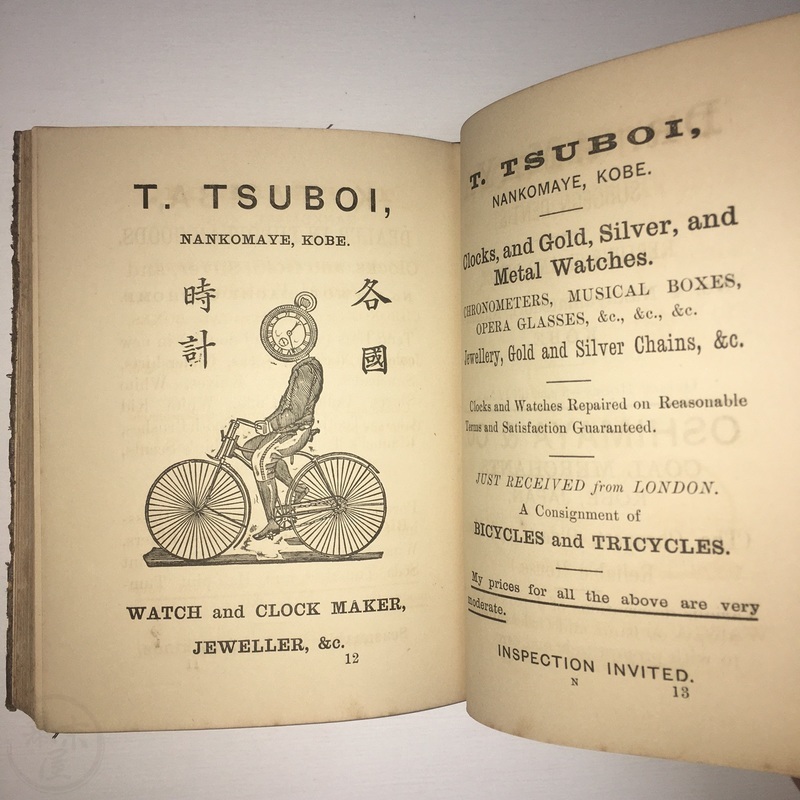 T. TSUBOI,
NANKOMAYE, KOBE.
各國
時計
WATCH and CLOCK MAKER,
JEWELLER, &c.
12
T. TSUBOI,
NANKOMAYE, KOBE.
Clocks, and Gold, Silver, and
Metal Watches.
CHRONOMETERS, MUSICAL BOXES,
OPERA GLASSES, &c., &c., &c.
Jewellery, Gold and Silver Chains, &c.
Clocks and Watches Repaired on Reasonable
Terms and Satisfaction Guaranteed.
JUST RECEIVED from LONDON.
A Consignment of
BICYCLES and TRICYCLES.
My prices for all the above are very
moderate.
INSPECTION INVITED.
N
13